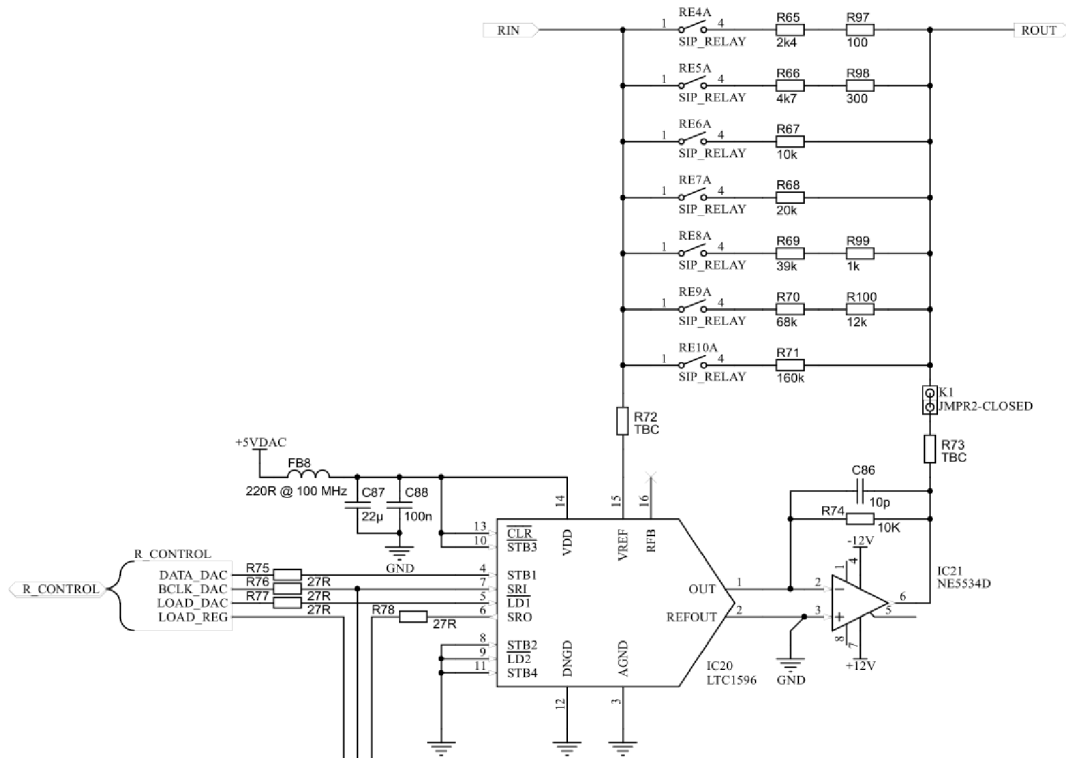 RIN
RE4A
1
4
SIP_RELAY
R65
2k4
R97
100
ROUT
RE5A
1
4
SIP_RELAY
R66
4k7
R98
300
RE6A
1
4
SIP_RELAY
R67
10k
RE7A
1
4
SIP_RELAY
R68
20k
RE8A
1
4
SIP_RELAY
R69
39k
R99
1k
RE9A
1
4
SIP_RELAY
R70
68k
R100
12k
RE10A
1
4
SIP_RELAY
R71
160k
K1
JMPR2-CLOSED
R72
TBC
R73
TBC
+5VDAC
FB8
220R @ 100 MHz
C87
22µ
C88
100n
GND
14
15
16
C86
10p
R74
10K
13
CLR
10
STB3
VDD
VREF
RFB
R_CONTROL
R_CONTROL
DATA_DAC
BCLK_DAC
LOAD_DAC
LOAD_REG
R75
27R
R76
27R
R77
27R
R78
27R
4
STB1
7
SRI
5
LD1
6
SRO
8
STB2
9
LD2
11
STB4
OUT
1
REFOUT
2
DNGD
AGND
12
3
IC20
LTC1596
GND
-12V
4
1
2
3
6
5
8
7
+12V
IC21
NE5534D